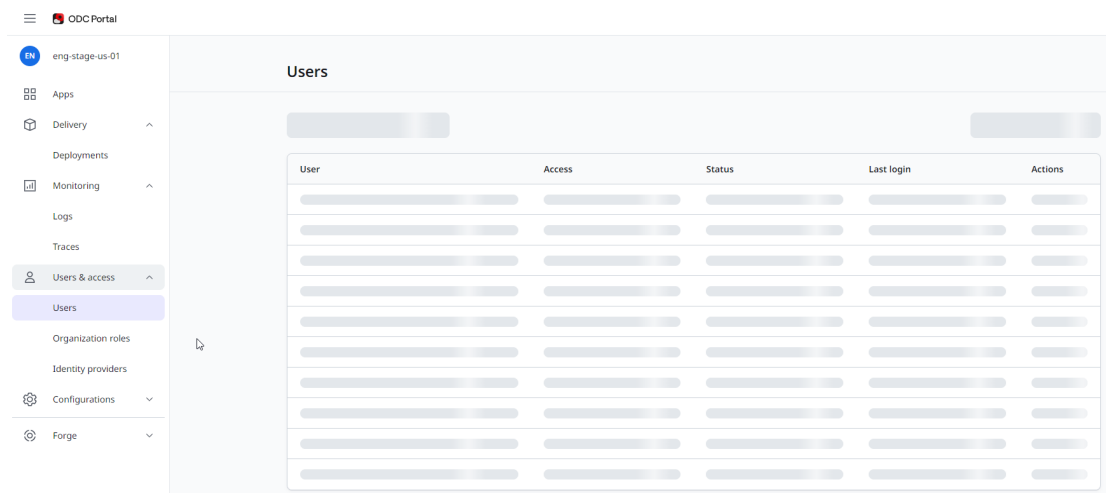 ODC Portal
EN eng-stage-us-01
Apps
Delivery
Deployments
Monitoring
Logs
Traces
Users & access
Users
Organization roles
Identity providers
Configurations
Forge
Users
User Access Status Last login Actions